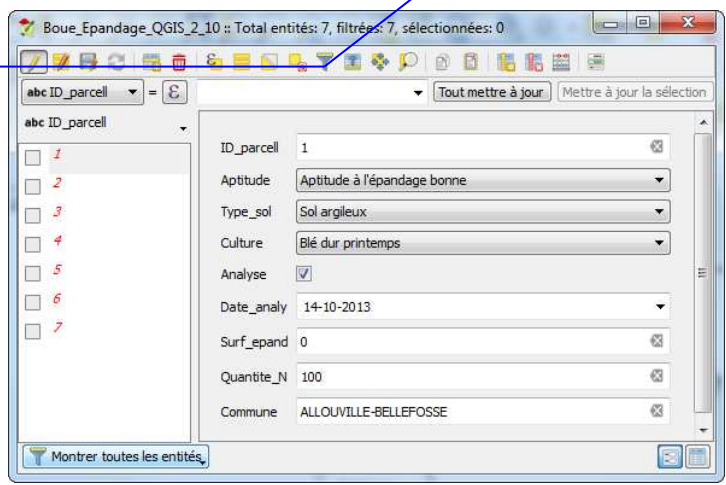 Boue_Epandage_QGIS_2_10 :: Total entités: 7, filtrées: 7, sélectionnées: 0
abc ID_parcell = ε Tout mettre à jour Mettre à jour la sélection
abc ID_parcell
1
2
3
4
5
6
7
ID_parcell 1
Aptitude Aptitude à l'épandage bonne
Type_sol Sol argileux
Culture Blé dur printemps
Analyse
Date_analy 14-10-2013
Surf_epand 0
Quantite_N 100
Commune ALLOUVILLE-BELLEFOSSE
Montrer toutes les entités